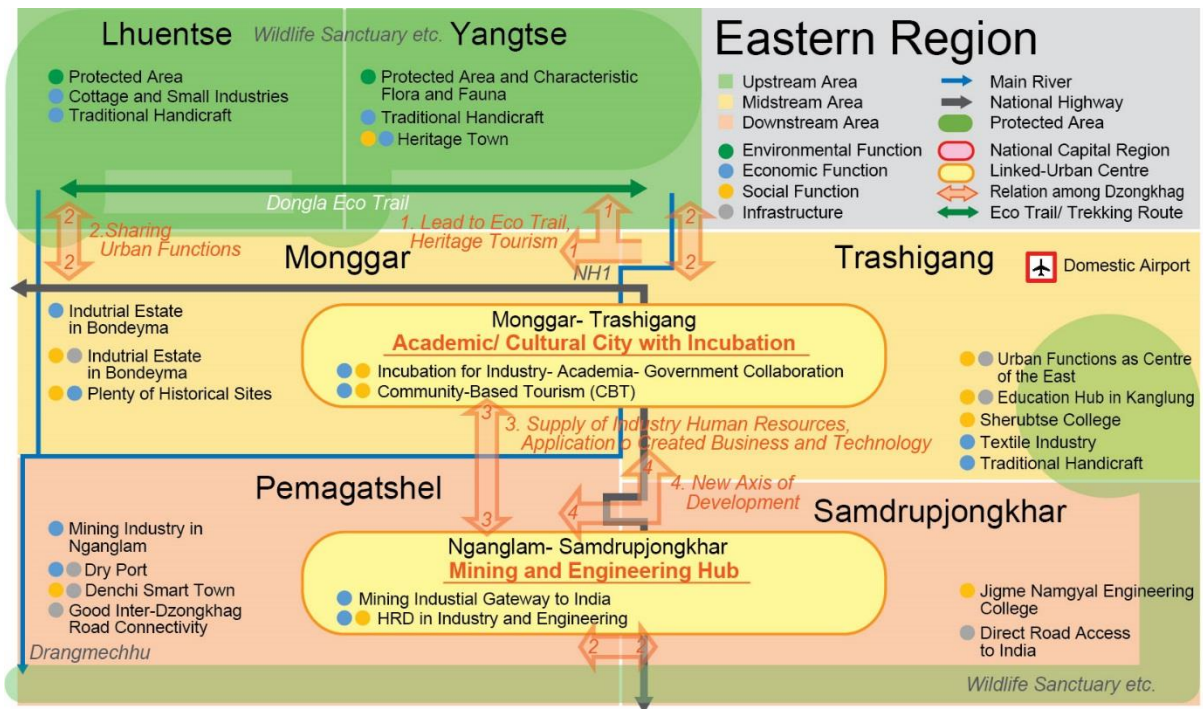 Lhuentse
Wildlife Sanctuary etc.
Yangtse
Protected Area
Cottage and Small Industries
Traditional Handicraft
Protected Area and Characteristic
Flora and Fauna
Traditional Handicraft
Heritage Town
Eastern Region
Upstream Area
Midstream Area
Downstream Area
Environmental Function
Economic Function
Social Function
Infrastructure
Main River
National Highway
Protected Area
National Capital Region
Linked-Urban Centre
Relation among Dzongkhag
Eco Trail/ Trekking Route
Dongla Eco Trail
2
2.Sharing
Urban Functions
2
1. Lead to Eco Trail,
Heritage Tourism
1
1
2
2
Monggar
NH1
Trashigang
Domestic Airport
Indutrial Estate
in Bondeyma
Indutrial Estate
in Bondeyma
Plenty of Historical Sites
Monggar- Trashigang
Academic/ Cultural City with Incubation
Incubation for Industry- Academia- Government Collaboration
Community-Based Tourism (CBT)
Urban Functions as Centre
of the East
Education Hub in Kanglung
Sherubtse College
Textile Industry
Traditional Handicraft
3
3. Supply of Industry Human Resources,
Application o Created Business and Technology
3
4
4. New Axis of
Development
4
Pemagatshel
Mining Industry in
Nganglam
Dry Port
Denchi Smart Town
Good Inter-Dzongkhag
Road Connectivity
Drangmechhu
Nganglam- Samdrupjongkhar
Mining and Engineering Hub
Mining Industial Gateway to India
HRD in Industry and Engineering
2
2
Samdrupjongkhar
Jigme Namgyal Engineering
College
Direct Road Access
to India
Wildlife Sanctuary etc.